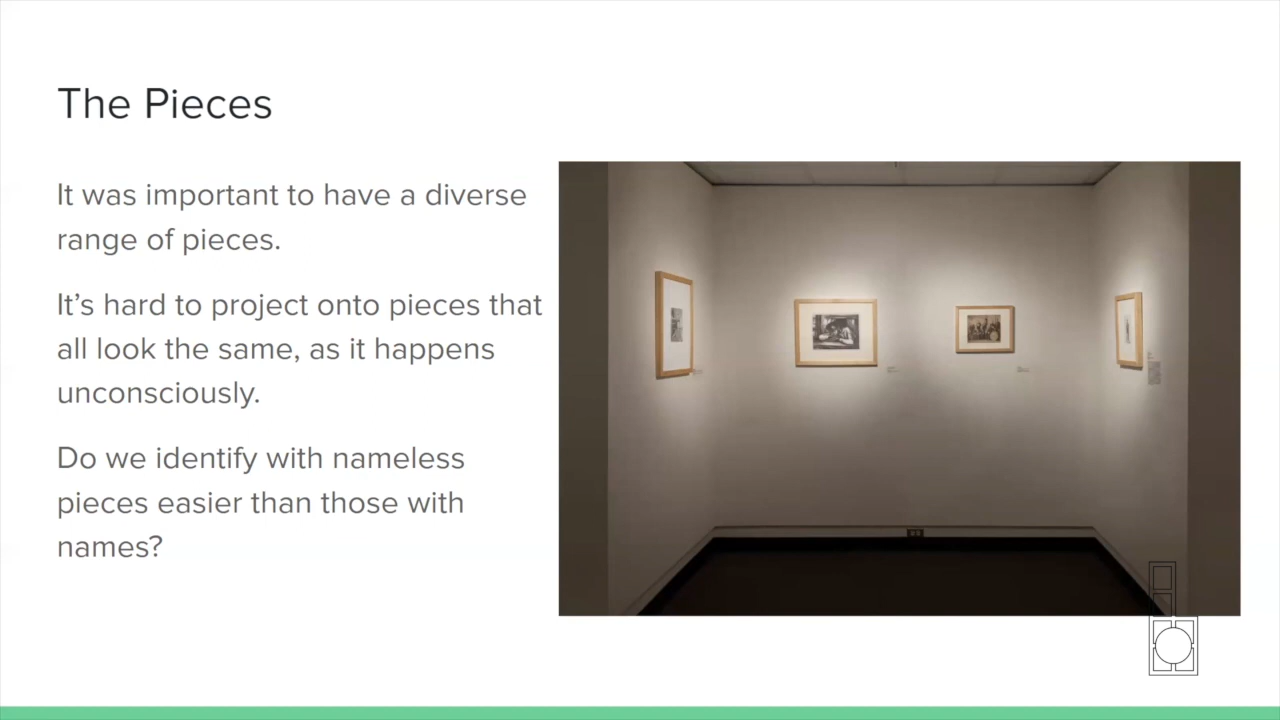 The Pieces
It was important to have a diverse
range of pieces.
It’s hard to project onto pieces that
all look the same, as it happens
unconsciously.
Do we identify with nameless
pieces easier than those with
names?